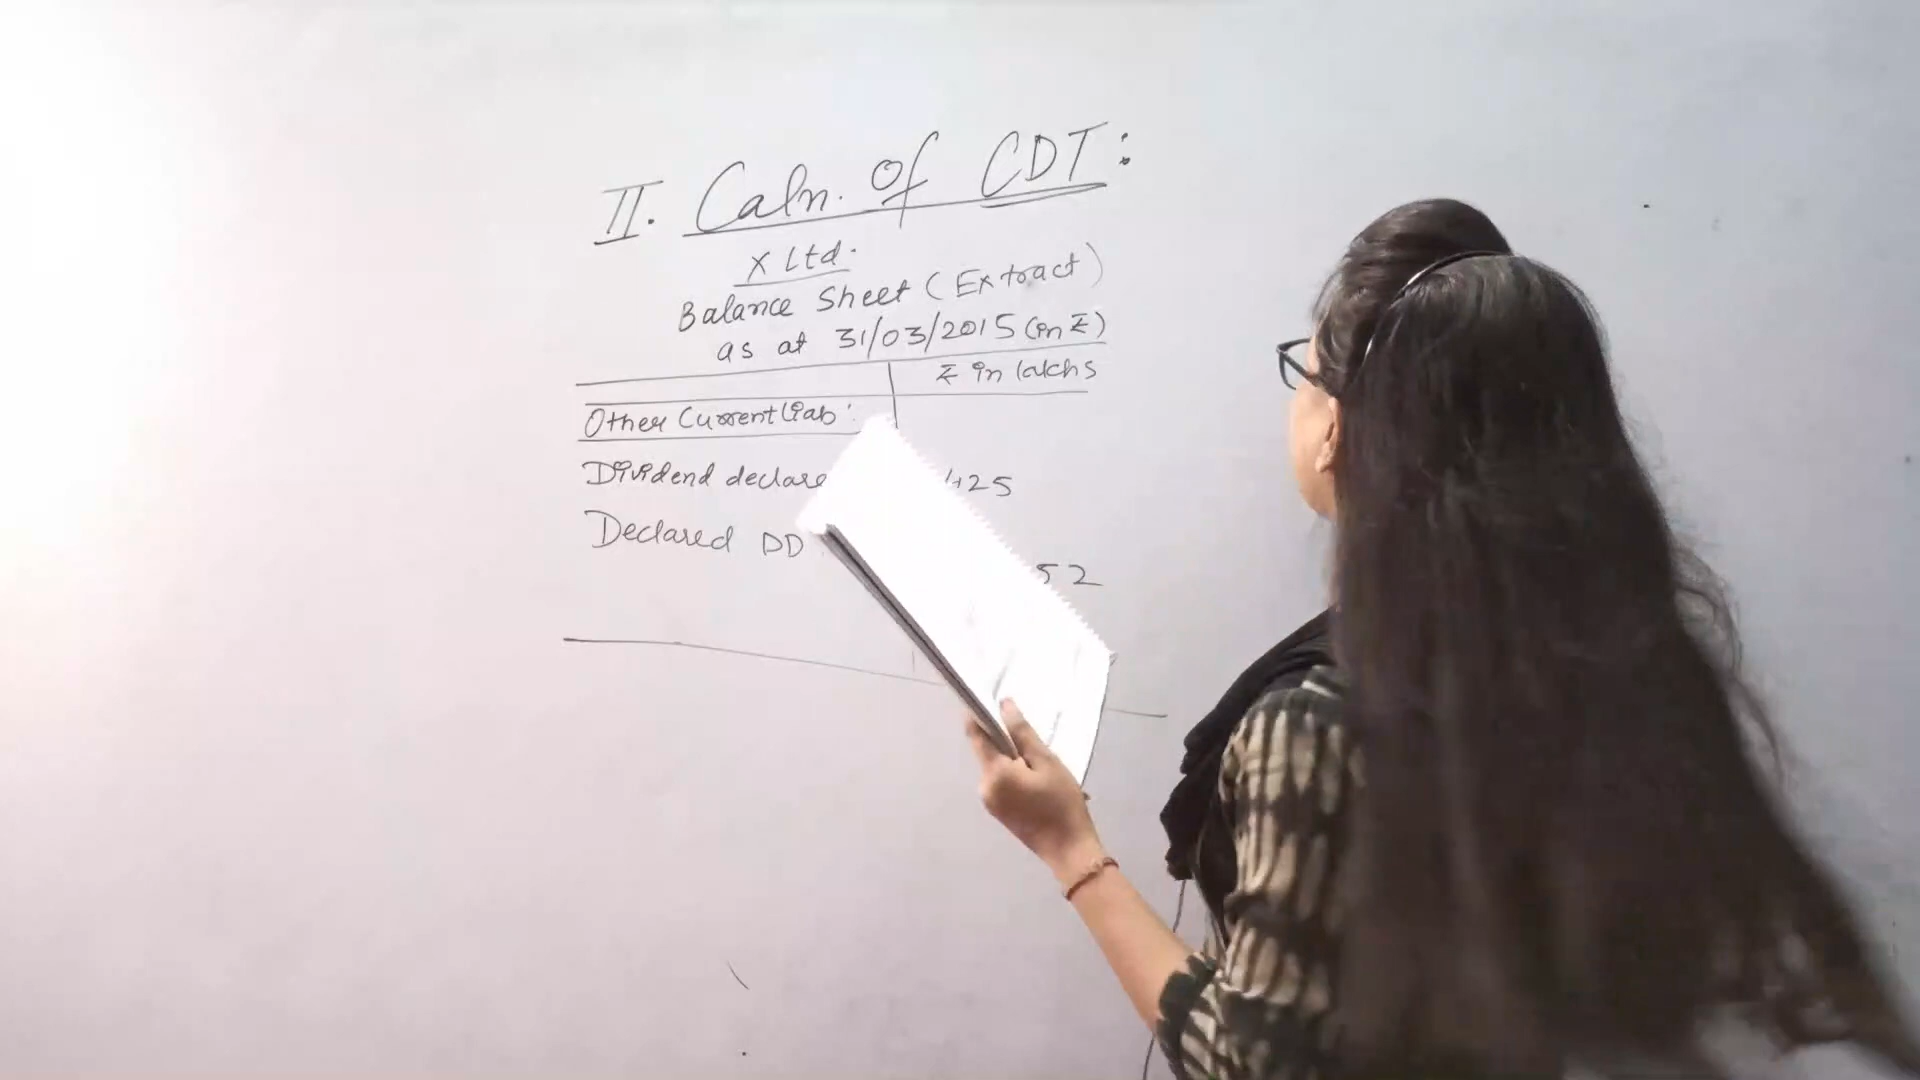 II. Caln. of CDT:
X Ltd.
Balance Sheet (Extract)
as at 31/03/2015 (in ₹)
₹ in lakhs
Other Current liab:
Dividend declare 425
Declared DD
52